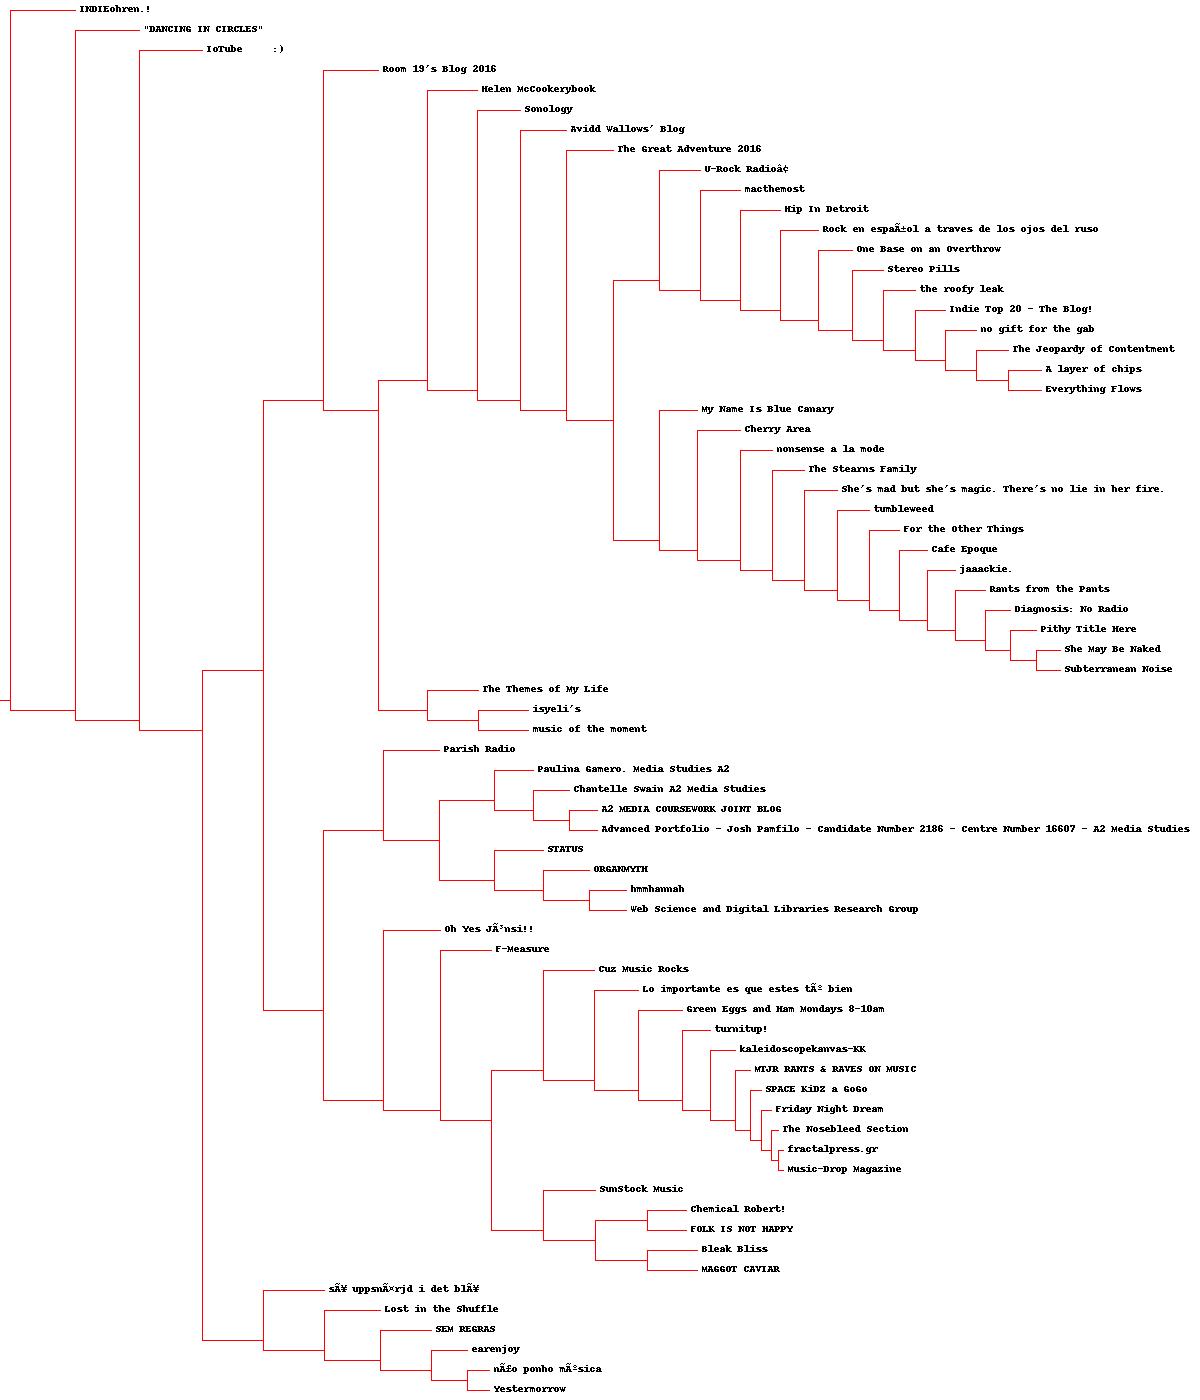 INDIEohren.!
"DANCING IN CIRCLES"
IoTube :)
Room 19's Blog 2016
Helen McCookerybook
Sonology
Avidd Wallows' Blog
The Great Adventure 2016
U-Rock Radioâ¢
macthemost
Hip In Detroit
Rock en espaÃ±ol a traves de los ojos del ruso
One Base on an Overthrow
Stereo Pills
the roofy leak
Indie Top 20 - The Blog!
no gift for the gab
The Jeopardy of Contentment
A layer of chips
Everything Flows
My Name Is Blue Canary
Cherry Area
nonsense a la mode
The Stearns Family
She's mad but she's magic. There's no lie in her fire.
tumbleweed
For the Other Things
Cafe Epoque
jaaackie.
Rants from the Pants
Diagnosis: No Radio
Pithy Title Here
She May Be Naked
Subterranean Noise
The Themes of My Life
isyeli's
music of the moment
Parish Radio
Paulina Gamero. Media Studies A2
Chantelle Swain A2 Media Studies
A2 MEDIA COURSEWORK JOINT BLOG
Advanced Portfolio - Josh Pamfilo - Candidate Number 2186 - Centre Number 16607 - A2 Media Studies
STATUS
ORGANMYTH
hmmhannah
Web Science and Digital Libraries Research Group
Oh Yes JÃ³nsi!!
F-Measure
Cuz Music Rocks
Lo importante es que estes tÃº bien
Green Eggs and Ham Mondays 8-10am
turnitup!
kaleidoscopekanvas-KK
MTJR RANTS & RAVES ON MUSIC
SPACE KiDZ a GoGo
Friday Night Dream
The Nosebleed Section
fractalpress.gr
Music-Drop Magazine
SunStock Music
Chemical Robert!
FOLK IS NOT HAPPY
Bleak Bliss
MAGGOT CAVIAR
sÃ¥ uppsnÃ¤rjd i det blÃ¥
Lost in the Shuffle
SEM REGRAS
earenjoy
nÃ£o ponho mÃºsica
Yestermorrow